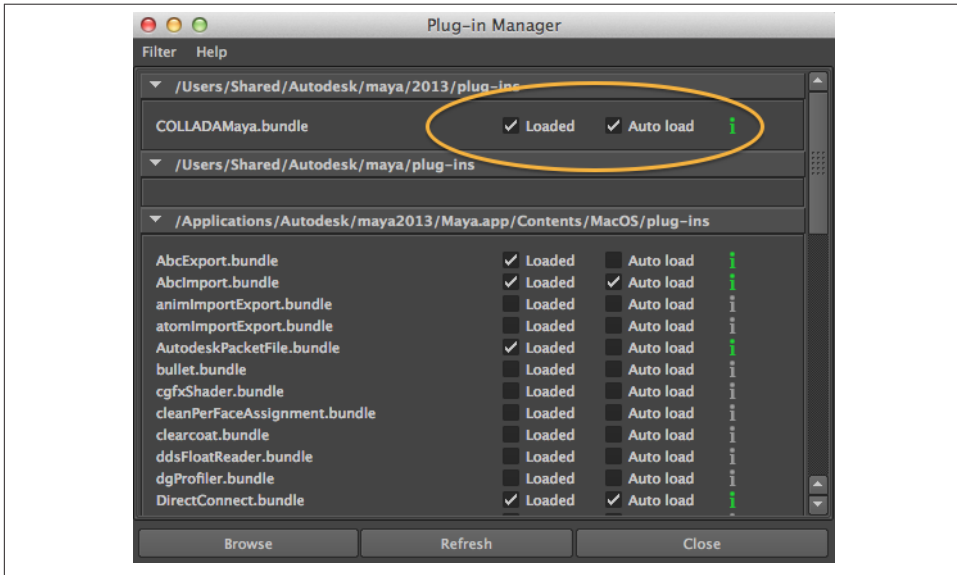 Plug-in Manager
Filter Help
/Users/Shared/Autodesk/maya/2013/plug-ins
COLLADAMaya.bundle Loaded Auto load i
/Users/Shared/Autodesk/maya/plug-ins
/Applications/Autodesk/maya2013/Maya.app/Contents/MacOS/plug-ins
AbcExport.bundle Loaded Auto load i
AbcImport.bundle Loaded Auto load i
animImportExport.bundle Loaded Auto load i
atomImportExport.bundle Loaded Auto load i
AutodeskPacketFile.bundle Loaded Auto load i
bullet.bundle Loaded Auto load i
cgfxShader.bundle Loaded Auto load i
cleanPerFaceAssignment.bundle Loaded Auto load i
clearcoat.bundle Loaded Auto load i
ddsFloatReader.bundle Loaded Auto load i
dgProfiler.bundle Loaded Auto load i
DirectConnect.bundle Loaded Auto load i
Browse Refresh Close